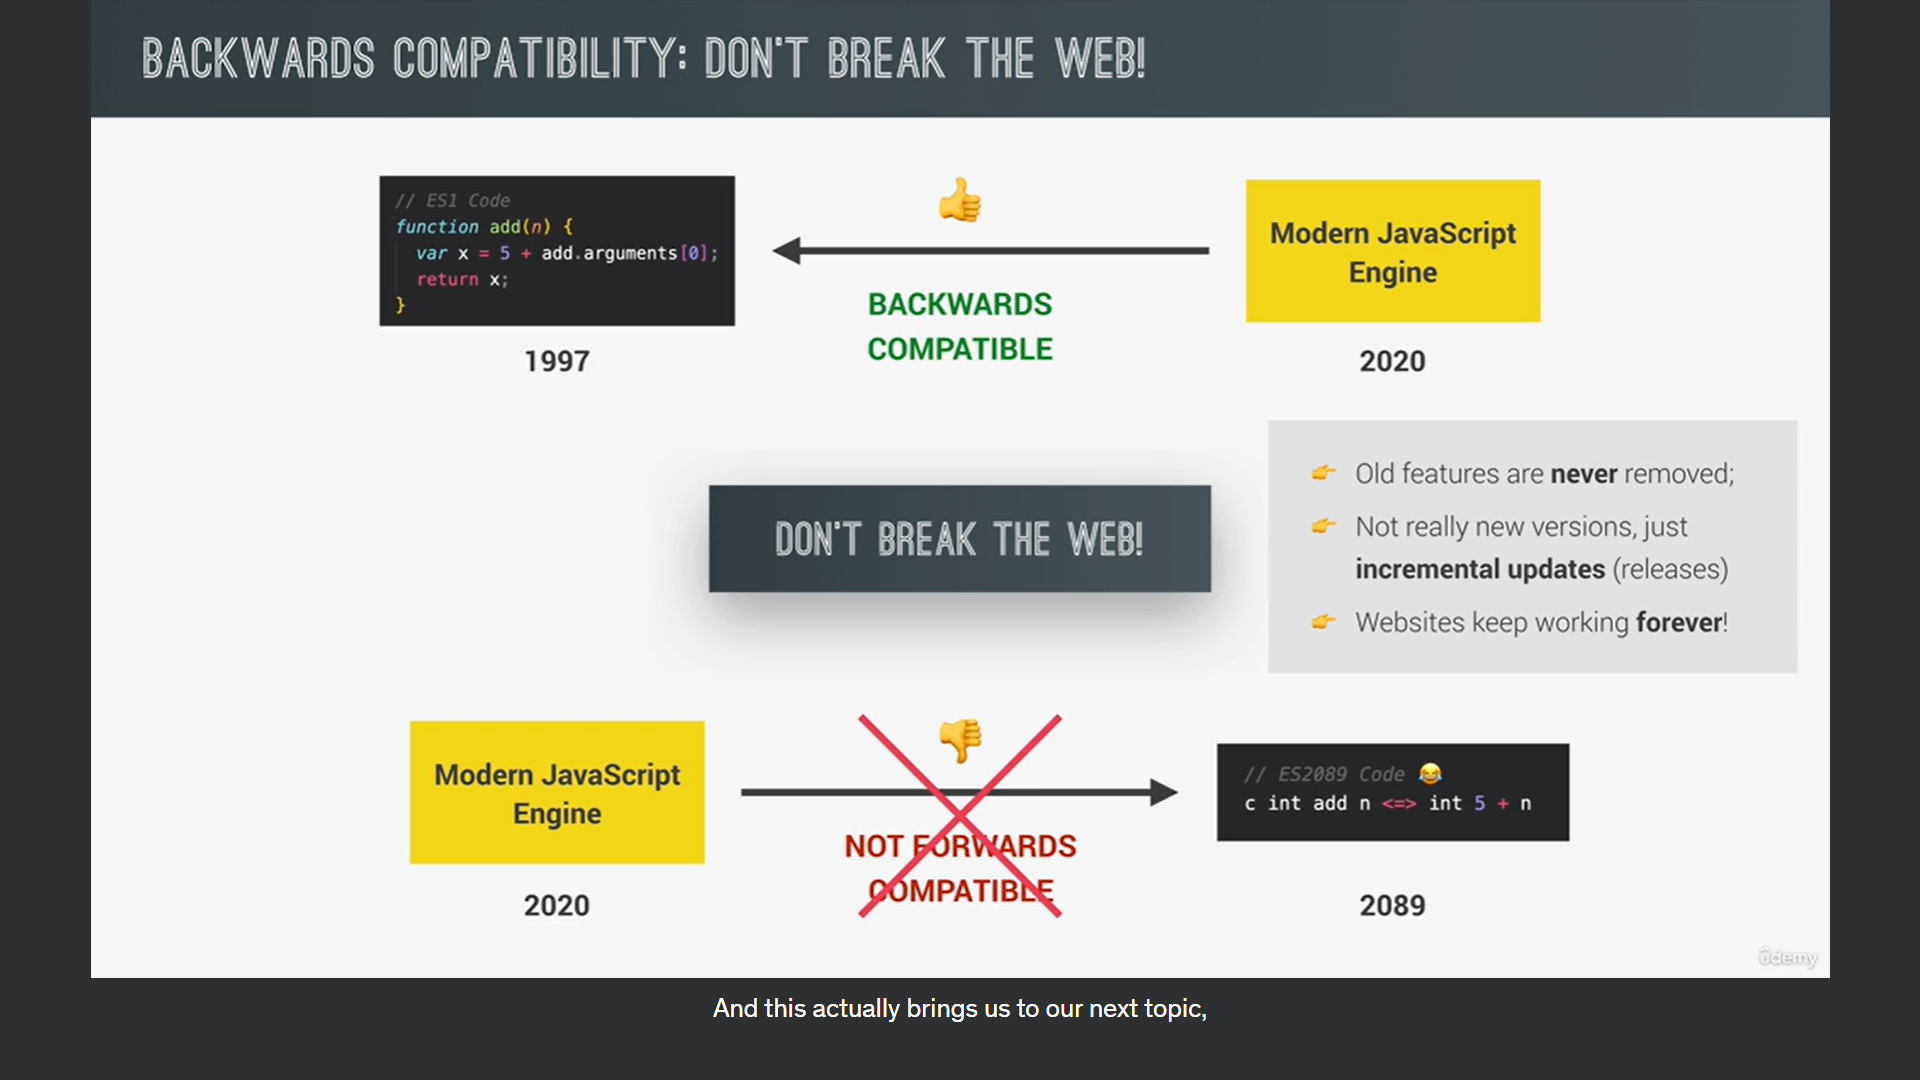 BACKWARDS COMPATIBILITY: DON'T BREAK THE WEB!
// ES1 Code
function add(n) {
var x = 5 + add.arguments[0];
return x;
}
1997
BACKWARDS
COMPATIBLE
Modern JavaScript
Engine
2020
DON'T BREAK THE WEB!
Old features are never removed;
Not really new versions, just
incremental updates (releases)
Websites keep working forever!
Modern JavaScript
Engine
2020
NOT FORWARDS
COMPATIBLE
// ES2089 Code 😂
c int add n <=> int 5 + n
2089
ûdemy
And this actually brings us to our next topic,